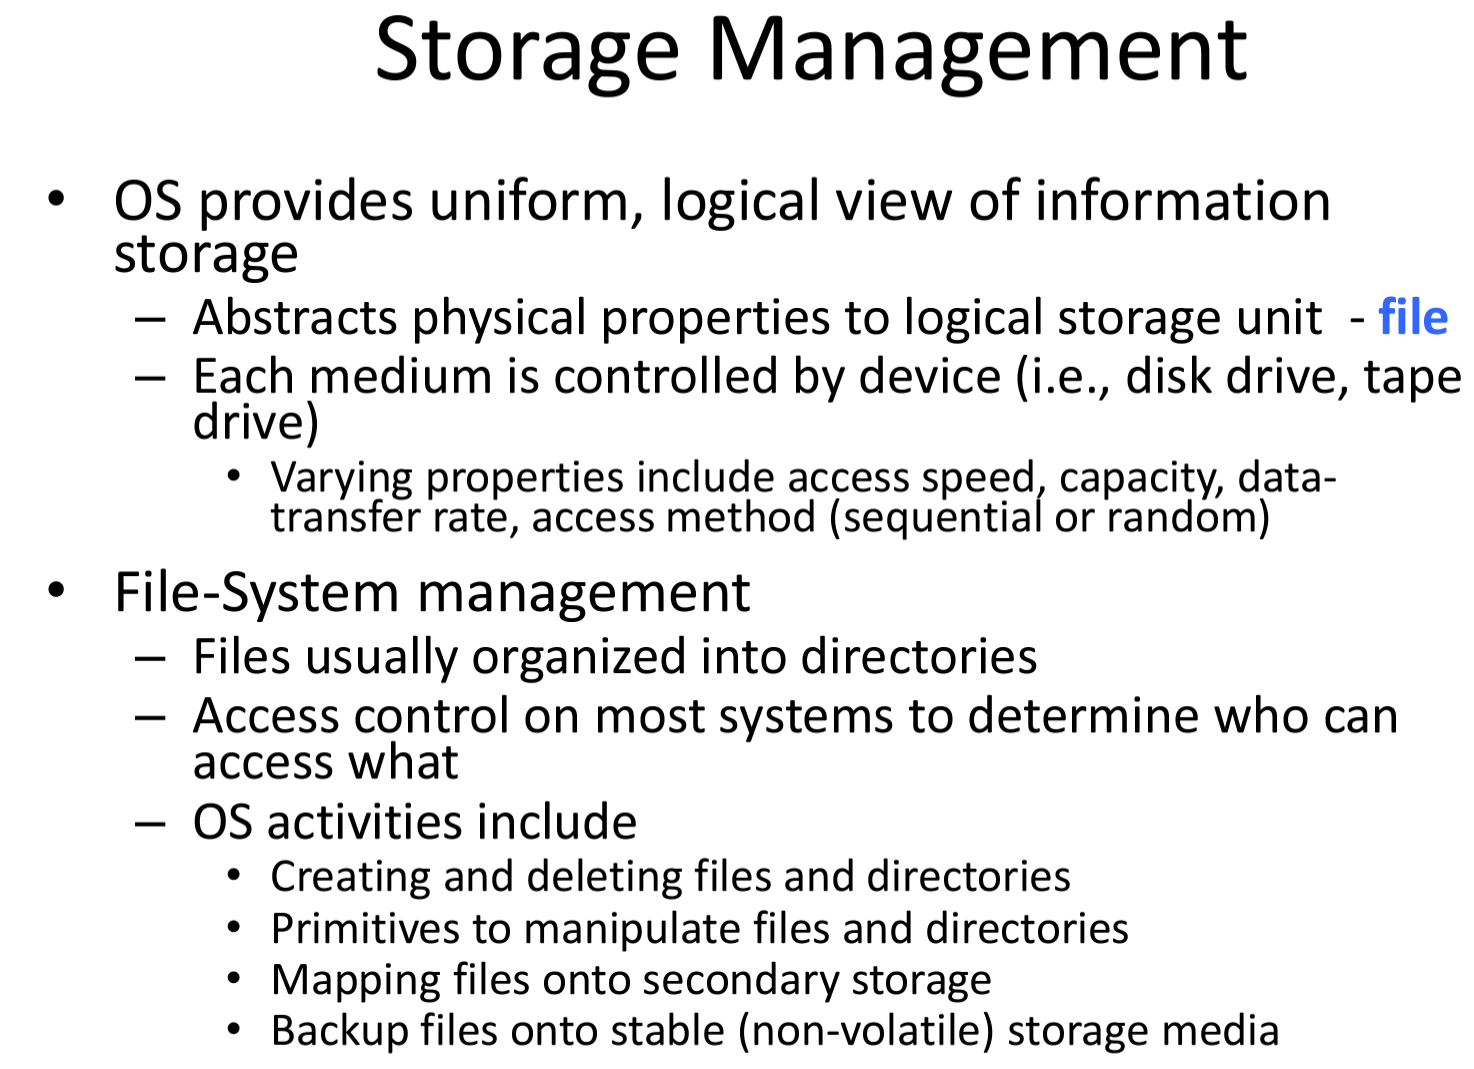 Storage Management
• OS provides uniform, logical view of information
storage
– Abstracts physical properties to logical storage unit  - file
– Each medium is controlled by device (i.e., disk drive, tape
drive)
• Varying properties include access speed, capacity, data-
transfer rate, access method (sequential or random)
• File-System management
– Files usually organized into directories
– Access control on most systems to determine who can
access what
– OS activities include
• Creating and deleting files and directories
• Primitives to manipulate files and directories
• Mapping files onto secondary storage
• Backup files onto stable (non-volatile) storage media